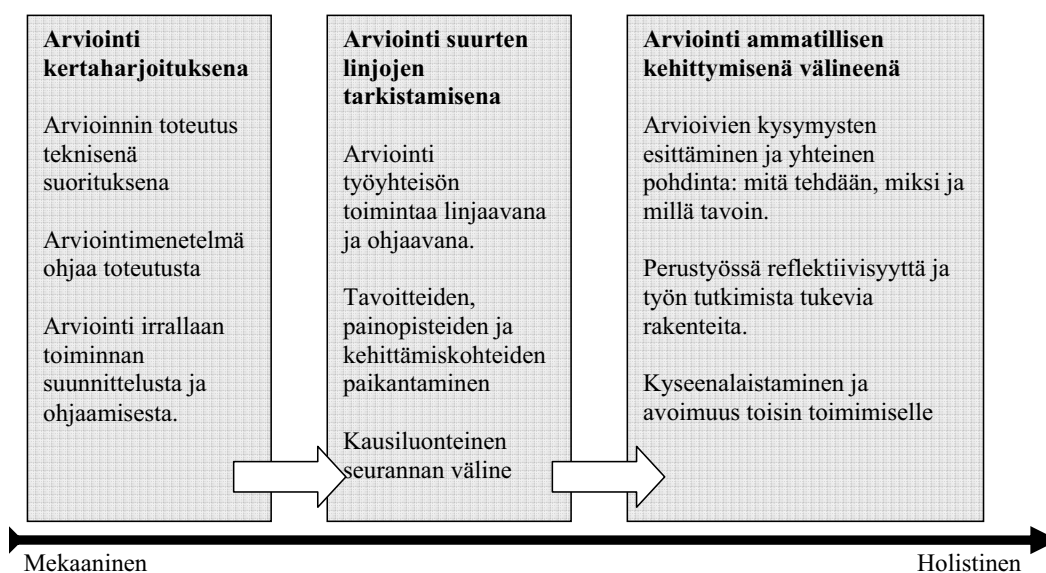 Arviointi
kertaharjoituksena
Arvioinnin toteutus
teknisenä
suorituksena
Arviointimenetelmä
ohjaa toteutusta
Arviointi irrallaan
toiminnan
suunnittelusta ja
ohjaamisesta.
Arviointi suurten
linjojen
tarkistamisena
Arviointi
työyhteisön
toimintaa linjaavana
ja ohjaavana.
Tavoitteiden,
painopisteiden ja
kehittämiskohteiden
paikantaminen
Kausiluonteinen
seurannan väline
Arviointi ammatillisen
kehittymisenä välineenä
Arvioivien kysymysten
esittäminen ja yhteinen
pohdinta: mitä tehdään, miksi ja
millä tavoin.
Perustyössä reflektiivisyyttä ja
työn tutkimista tukevia
rakenteita.
Kyseenalaistaminen ja
avoimuus toisin toimimiselle
Mekaaninen
Holistinen